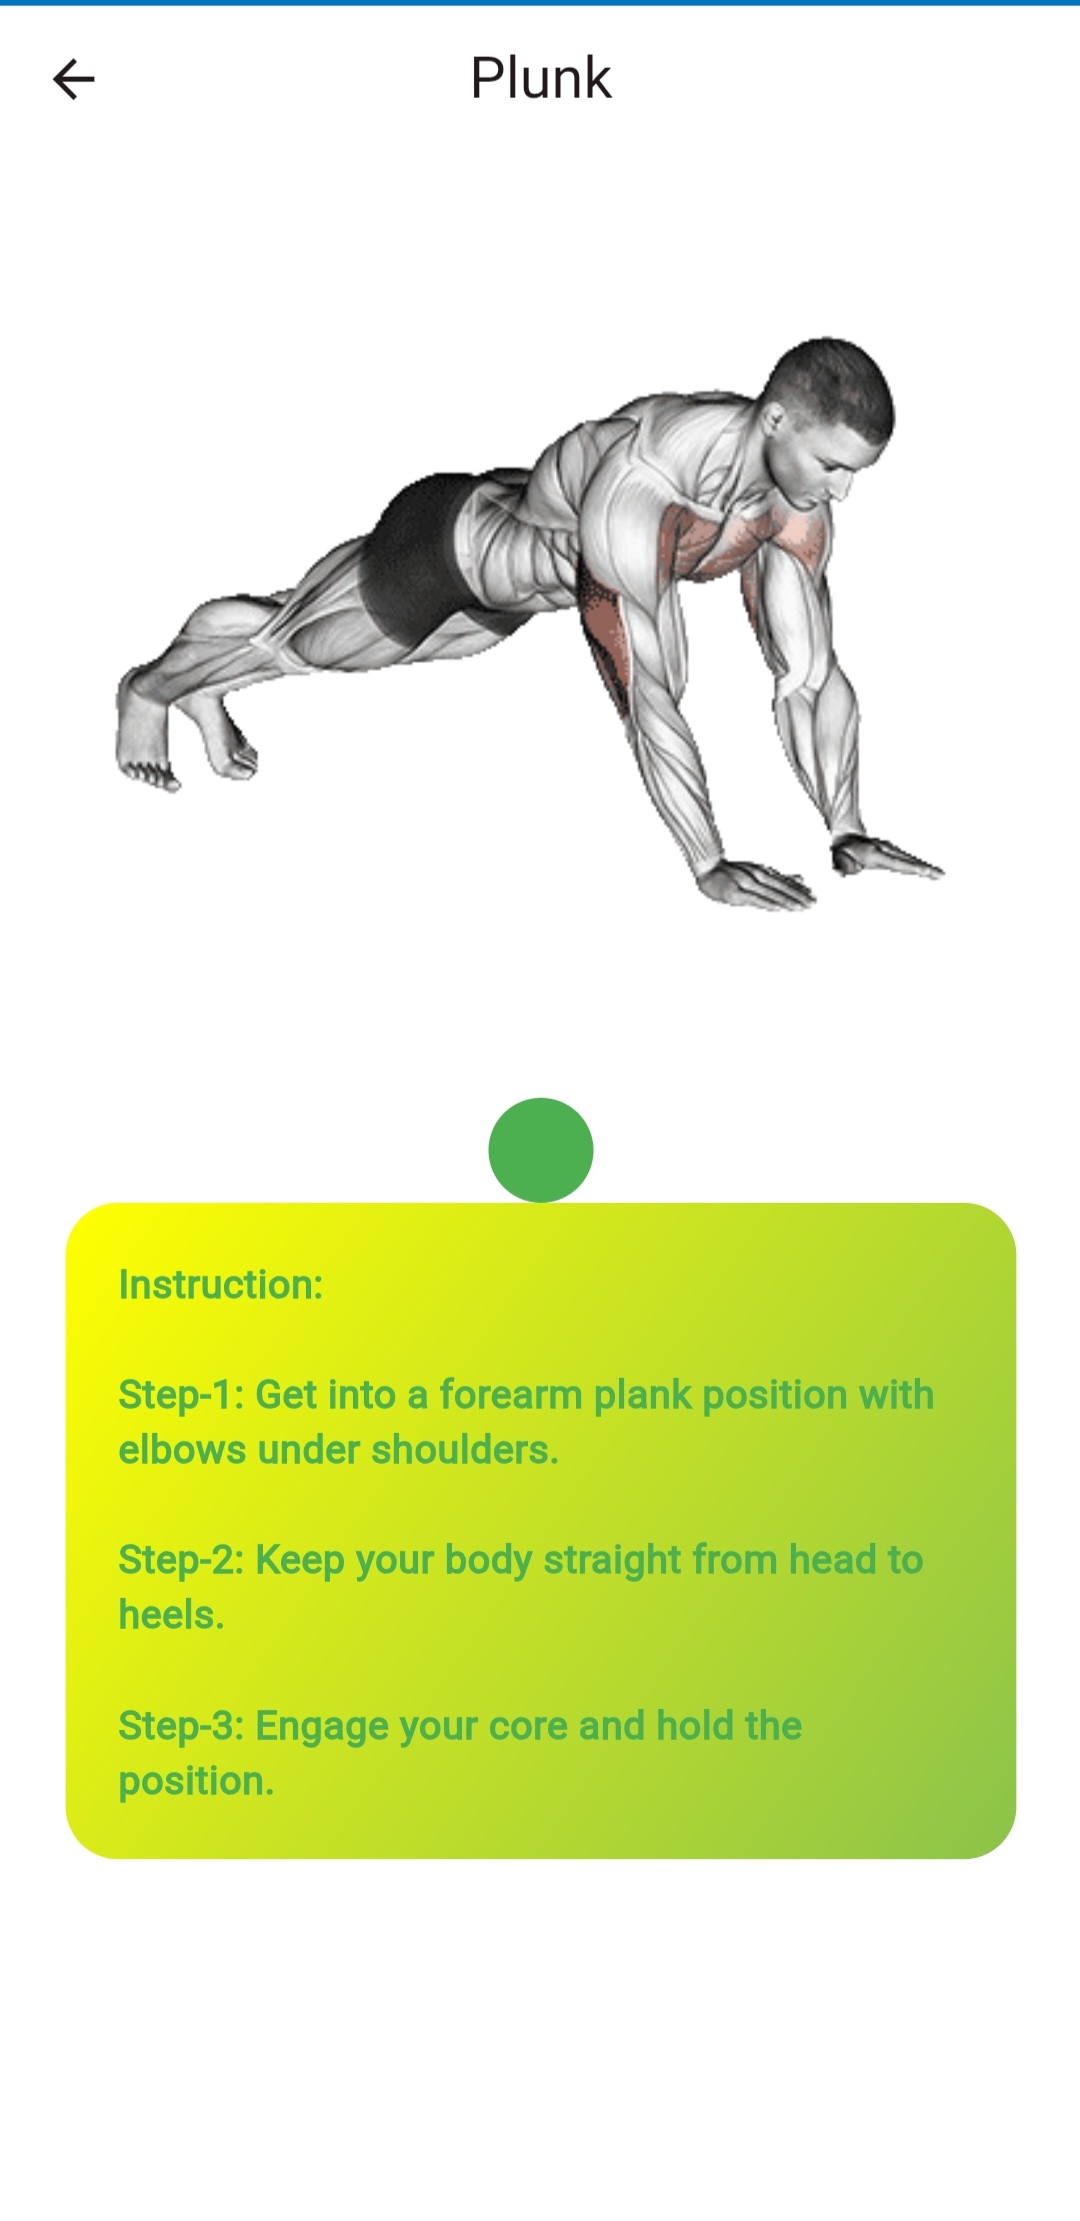 Plunk
Instruction:
Step-1: Get into a forearm plank position with
elbows under shoulders.
Step-2: Keep your body straight from head to
heels.
Step-3: Engage your core and hold the
position.